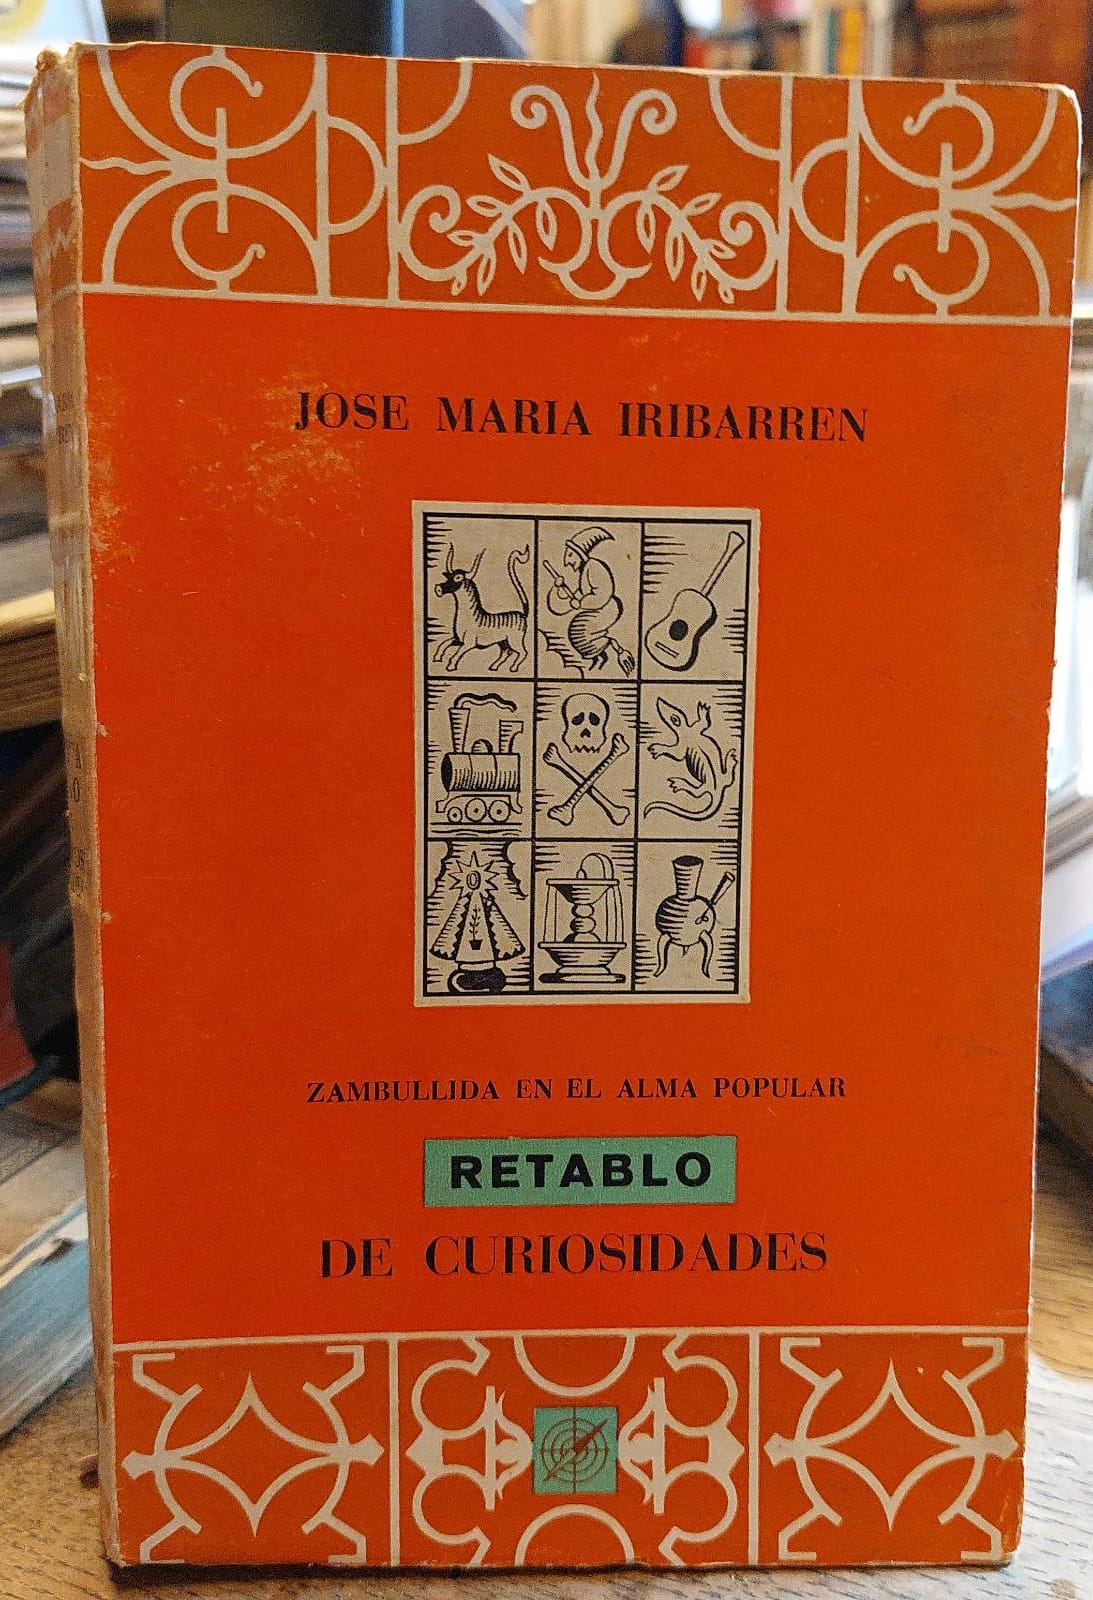 JOSE MARIA IRIBARREN
ZAMBULLIDA EN EL ALMA POPULAR
RETABLO
DE CURIOSIDADES